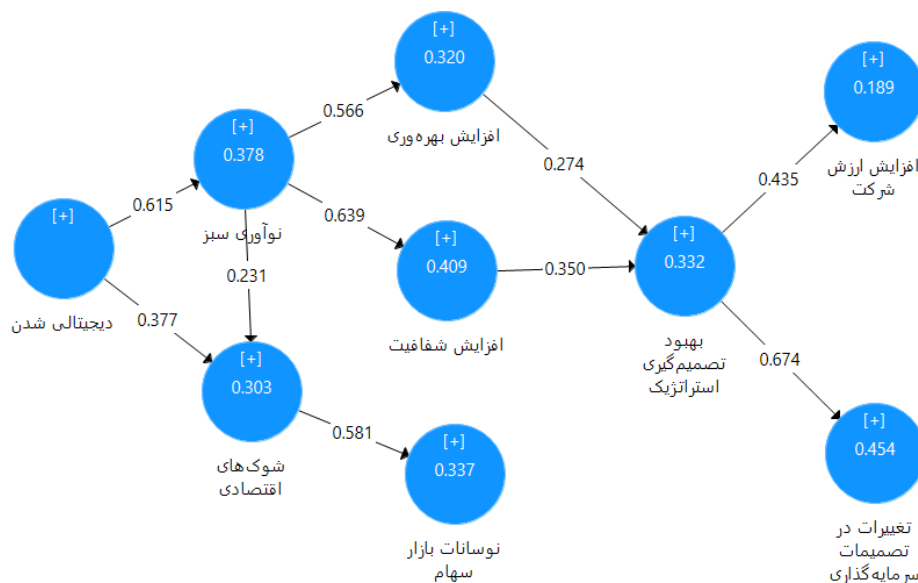 [+]
0.320
افزایش بهره‌وری
[+]
0.189
افزایش ارزش
شرکت
[+]
0.378
نوآوری سبز
0.566
0.274
0.435
0.615
0.639
[+]
دیجیتالی شدن
0.231
[+]
0.409
افزایش شفافیت
0.350
[+]
0.332
بهبود
تصمیم‌گیری
استراتژیک
0.377
[+]
0.303
شوک‌های
اقتصادی
0.674
0.581
[+]
0.337
نوسانات بازار
سهام
[+]
0.454
تغییرات در
تصمیمات
سرمایه‌گذاری